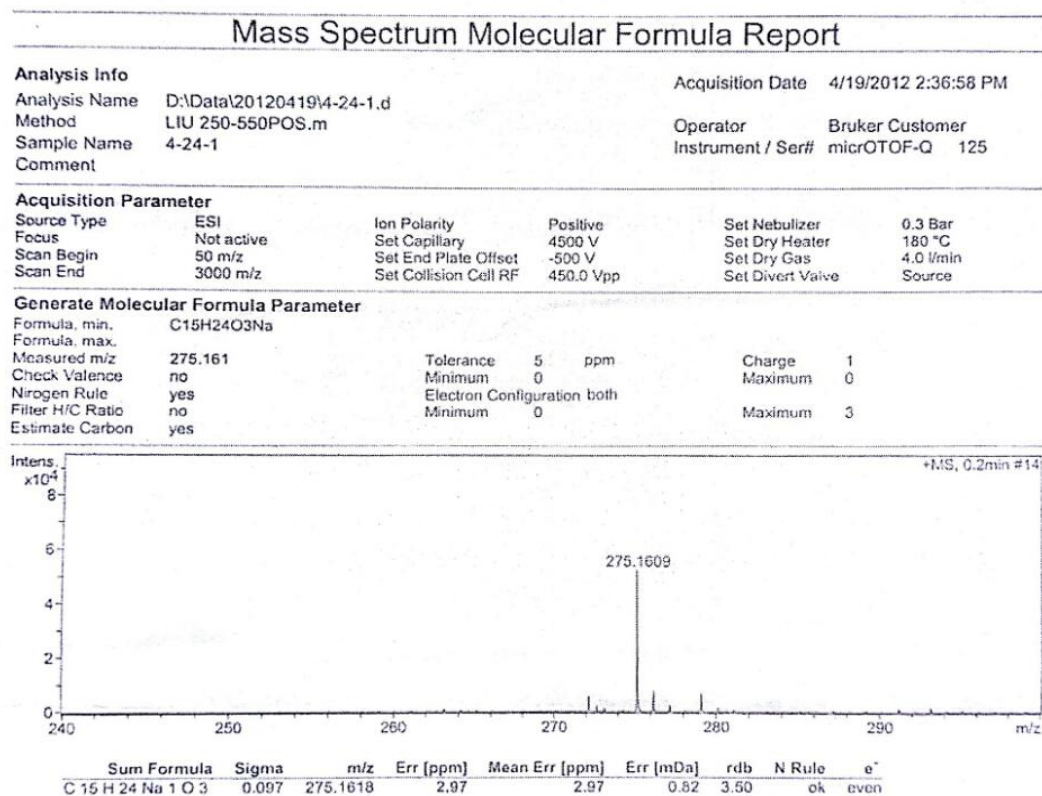 Mass Spectrum Molecular Formula Report
Analysis Info
Acquisition Date 4/19/2012 2:36:58 PM
Analysis Name D:\Data\20120419\4-24-1.d
Method LIU 250-550POS.m
Operator Bruker Customer
Sample Name 4-24-1
Instrument / Ser# micrOTOF-Q 125
Comment
Acquisition Parameter
Source Type ESI Ion Polarity Positive Set Nebulizer 0.3 Bar
Focus Not active Set Capillary 4500 V Set Dry Heater 180 °C
Scan Begin 50 m/z Set End Plate Offset -500 V Set Dry Gas 4.0 l/min
Scan End 3000 m/z Set Collision Cell RF 450.0 Vpp Set Divert Valve Source
Generate Molecular Formula Parameter
Formula, min. C15H24O3Na
Formula, max.
Measured m/z 275.161 Tolerance 5 ppm Charge 1
Check Valence no Minimum 0 Maximum 0
Nirogen Rule yes Electron Configuration both
Filter H/C Ratio no Minimum 0 Maximum 3
Estimate Carbon yes
Intens. +MS, 0.2min #14
x10⁴
8
6
275.1609
4
2
0
240 250 260 270 280 290 m/z
Sum Formula Sigma m/z Err [ppm] Mean Err [ppm] Err [mDa] rdb N Rule e⁻
C 15 H 24 Na 1 O 3 0.097 275.1618 2.97 2.97 0.82 3.50 ok even